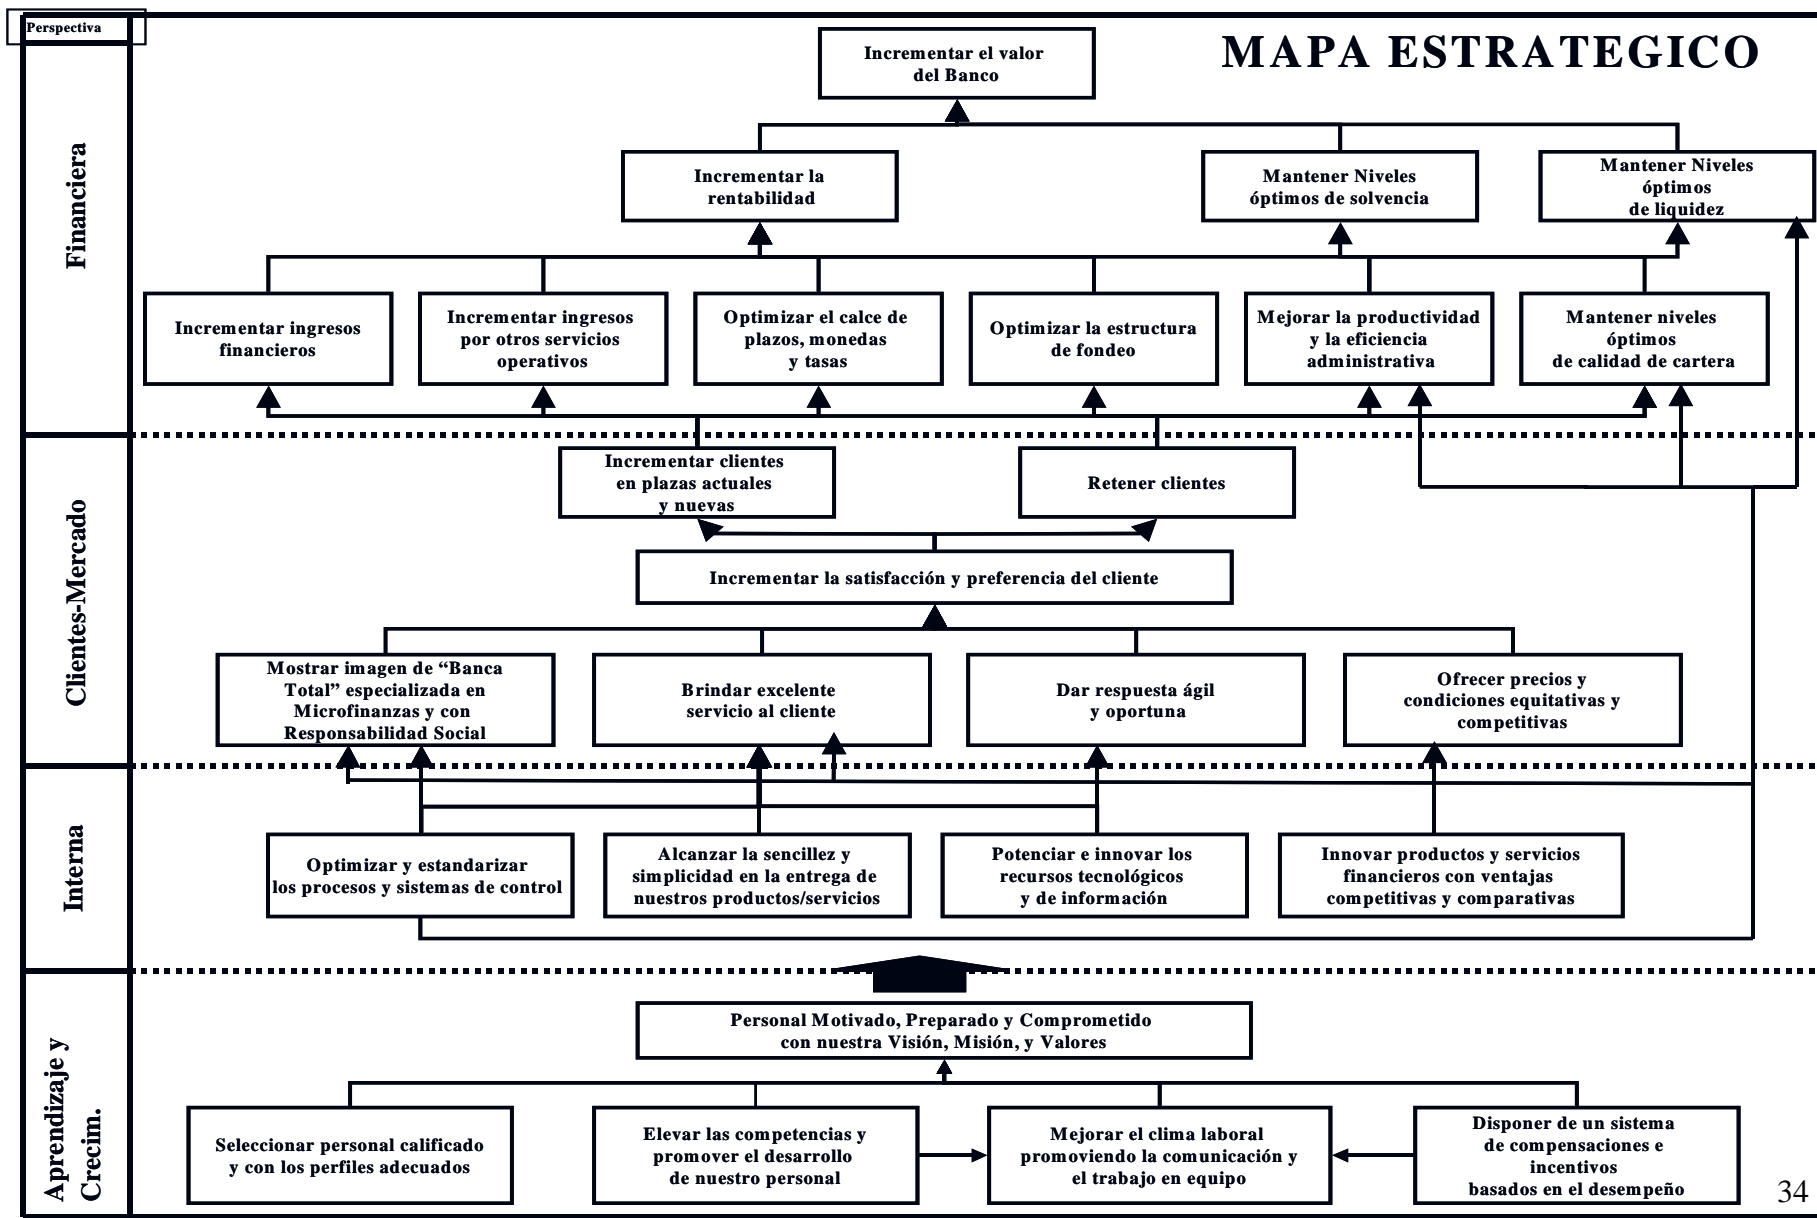 Perspectiva
MAPA ESTRATEGICO
Financiera
Incrementar el valor
del Banco
Incrementar la
rentabilidad
Mantener Niveles
óptimos de solvencia
Mantener Niveles
óptimos
de liquidez
Incrementar ingresos
financieros
Incrementar ingresos
por otros servicios
operativos
Optimizar el calce de
plazos, monedas
y tasas
Optimizar la estructura
de fondeo
Mejorar la productividad
y la eficiencia
administrativa
Mantener niveles
óptimos
de calidad de cartera
Clientes-Mercado
Incrementar clientes
en plazas actuales
y nuevas
Retener clientes
Incrementar la satisfacción y preferencia del cliente
Mostrar imagen de “Banca
Total” especializada en
Microfinanzas y con
Responsabilidad Social
Brindar excelente
servicio al cliente
Dar respuesta ágil
y oportuna
Ofrecer precios y
condiciones equitativas y
competitivas
Interna
Optimizar y estandarizar
los procesos y sistemas de control
Alcanzar la sencillez y
simplicidad en la entrega de
nuestros productos/servicios
Potenciar e innovar los
recursos tecnológicos
y de información
Innovar productos y servicios
financieros con ventajas
competitivas y comparativas
Aprendizaje y
Crecim.
Personal Motivado, Preparado y Comprometido
con nuestra Visión, Misión, y Valores
Seleccionar personal calificado
y con los perfiles adecuados
Elevar las competencias y
promover el desarrollo
de nuestro personal
Mejorar el clima laboral
promoviendo la comunicación y
el trabajo en equipo
Disponer de un sistema
de compensaciones e
incentivos
basados en el desempeño
34